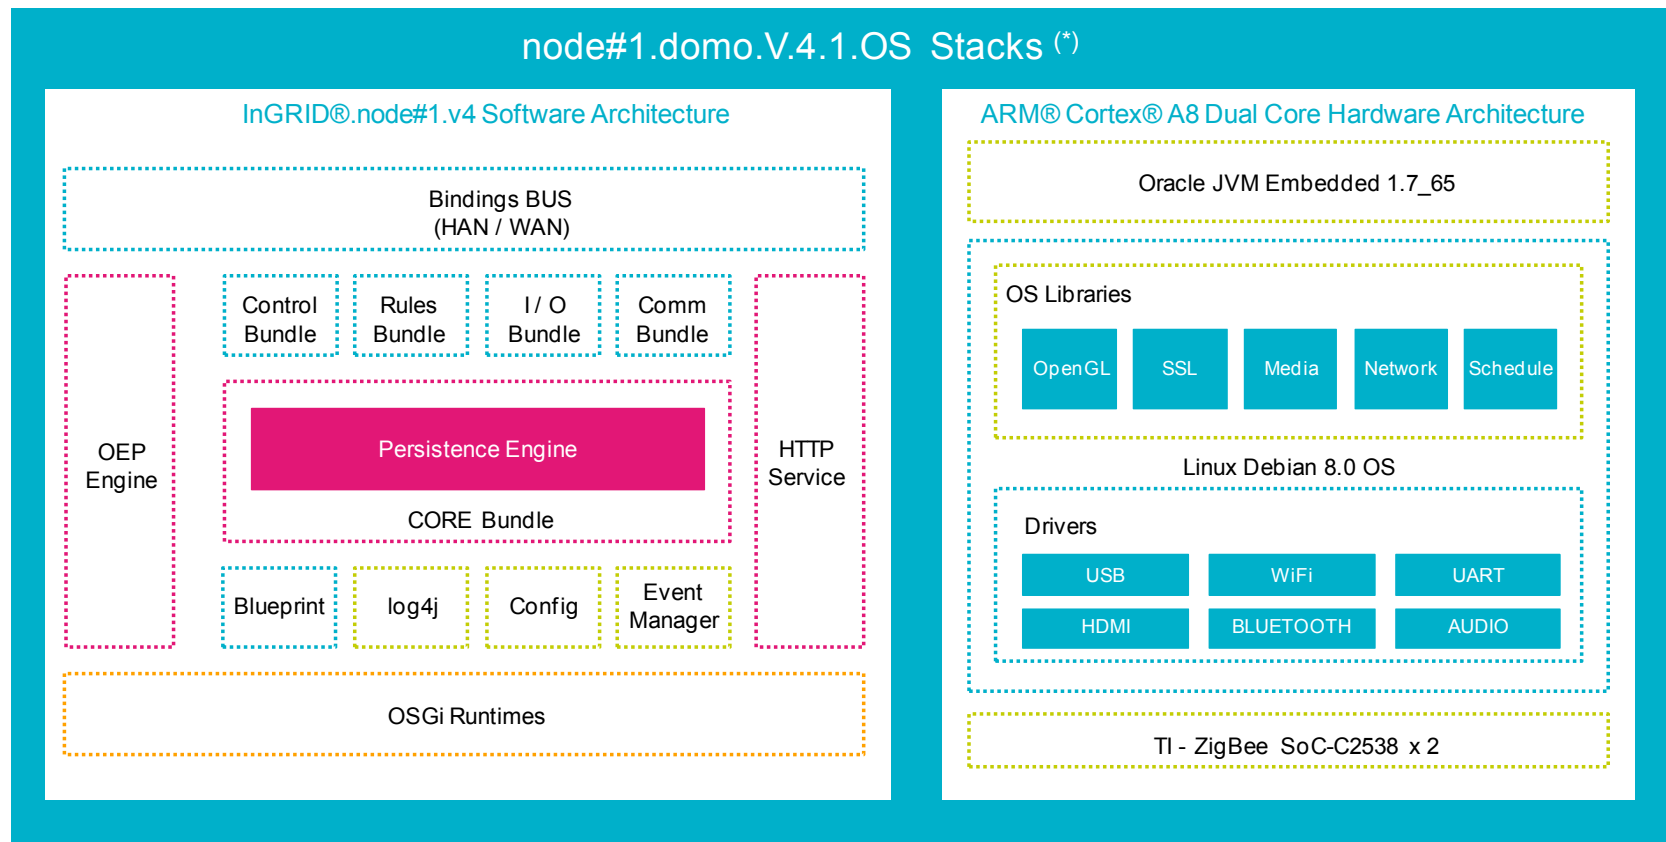 node#1.domo.V.4.1.OS Stacks (*)
InGRID®.node#1.v4 Software Architecture
Bindings BUS
(HAN / WAN)
OEP
Engine
Control
Bundle
Rules
Bundle
I / O
Bundle
Comm
Bundle
Persistence Engine
CORE Bundle
HTTP
Service
Blueprint
log4j
Config
Event
Manager
OSGi Runtimes
ARM® Cortex® A8 Dual Core Hardware Architecture
Oracle JVM Embedded 1.7_65
OS Libraries
OpenGL
SSL
Media
Network
Schedule
Linux Debian 8.0 OS
Drivers
USB
WiFi
UART
HDMI
BLUETOOTH
AUDIO
TI - ZigBee SoC-C2538 x 2